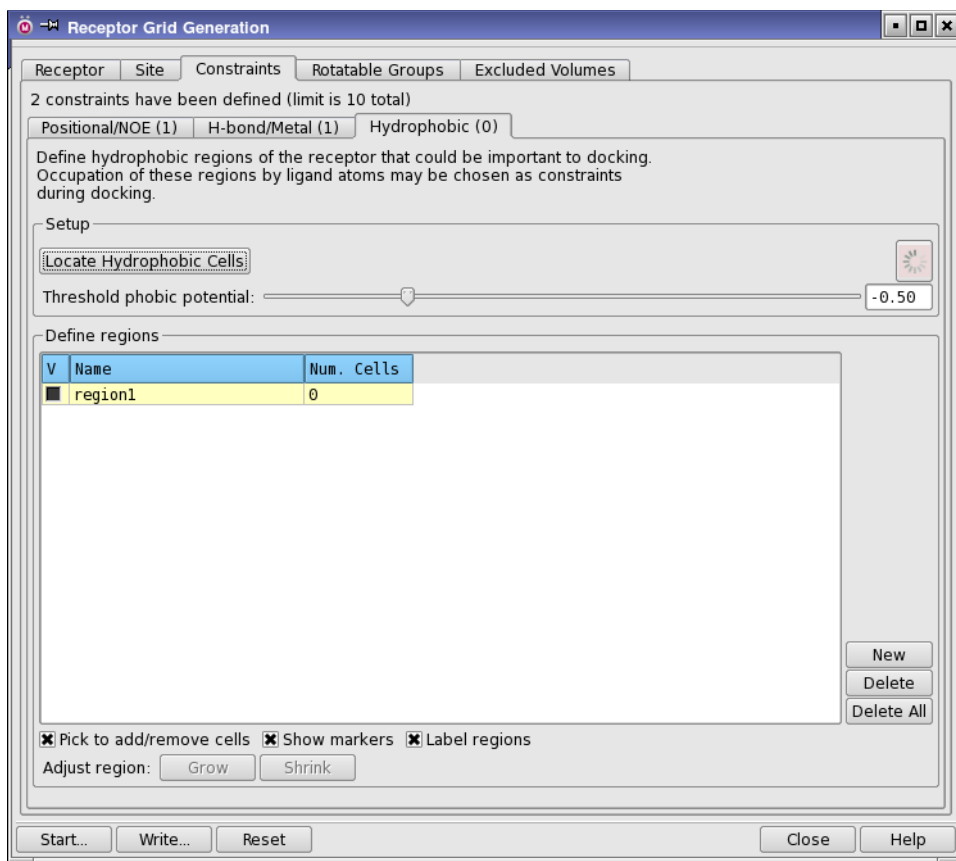 Receptor Grid Generation
Receptor Site Constraints Rotatable Groups Excluded Volumes
2 constraints have been defined (limit is 10 total)
Positional/NOE (1) H-bond/Metal (1) Hydrophobic (0)
Define hydrophobic regions of the receptor that could be important to docking.
Occupation of these regions by ligand atoms may be chosen as constraints
during docking.
Setup
Locate Hydrophobic Cells
Threshold phobic potential: -0.50
Define regions
V Name Num. Cells
region1 0
New
Delete
Delete All
Pick to add/remove cells Show markers Label regions
Adjust region: Grow Shrink
Start... Write... Reset Close Help